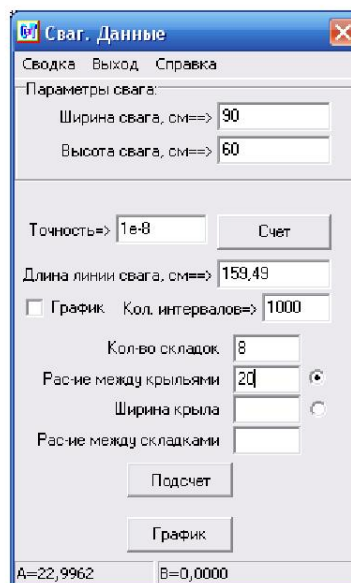 Сваг. Данные
Сводка Выход Справка
Параметры свага:
Ширина свага, см==> 90
Высота свага, см==> 60
Точность=> 1e-8 Счет
Длина линии свага, см==> 159,49
График Кол. интервалов=> 1000
Кол-во складок 8
Рас-ие между крыльями 20
Ширина крыла
Рас-ие между складками
Подсчет
График
A=22,9962 B=0,0000